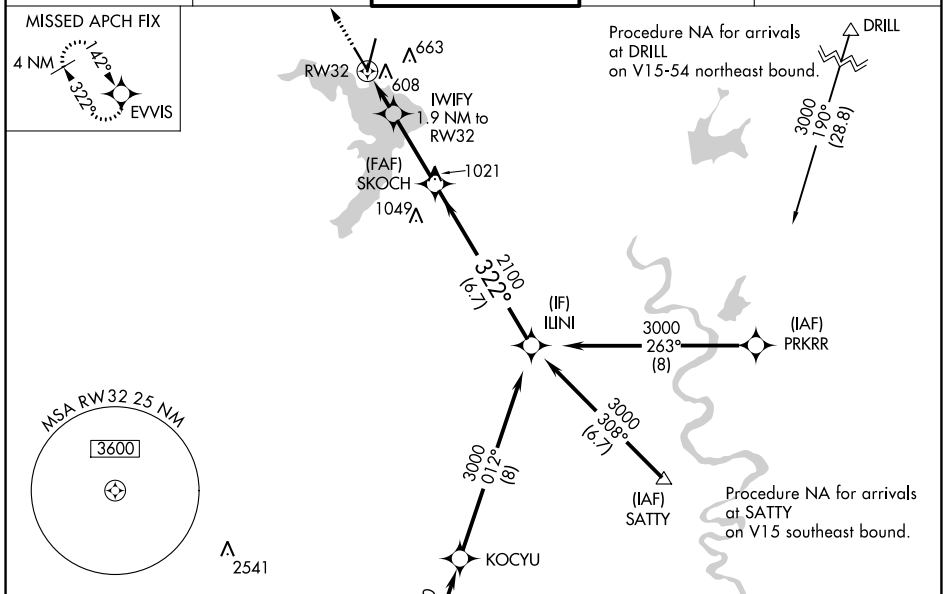 MISSED APCH FIX
4 NM
142°
322°
EVVIS
RW32
663
608
IWIFY
1.9 NM to
RW32
(FAF)
SKOCH
1021
1049
Procedure NA for arrivals
at DRILL
on V15-54 northeast bound.
DRILL
3000
190°
(28.8)
2100
322°
(6.7)
(IF)
ILINI
3000
263°
(8)
(IAF)
PRKRR
3000
308°
(6.7)
(IAF)
SATTY
Procedure NA for arrivals
at SATTY
on V15 southeast bound.
3000
012°
(8)
KOCYU
MSA RW32 25 NM
3600
2541